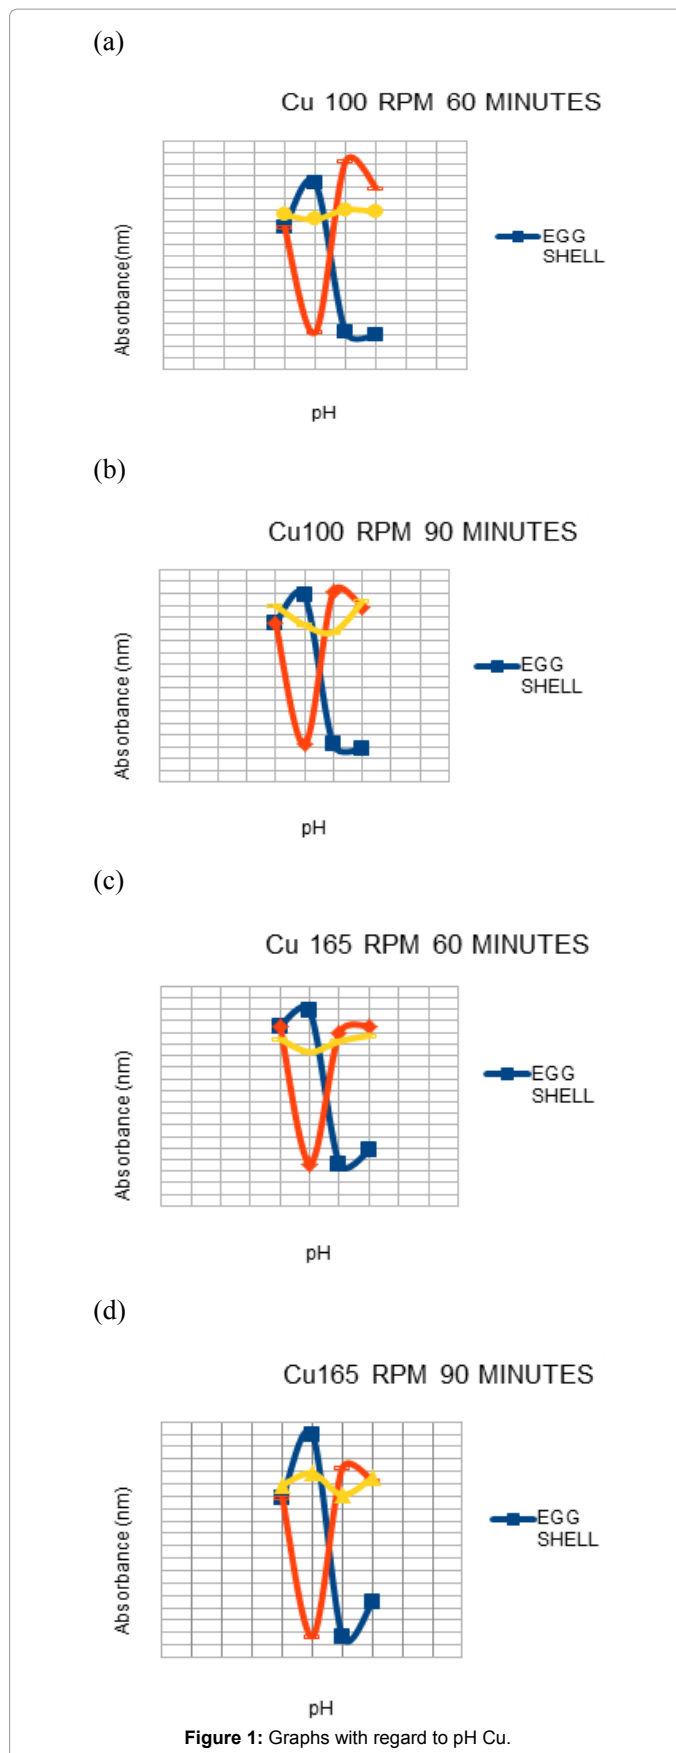 (a)
Cu 100 RPM 60 MINUTES
Absorbance(nm)
EGG
SHELL
pH
(b)
Cu100 RPM 90 MINUTES
Absorbance (nm)
EGG
SHELL
pH
(c)
Cu 165 RPM 60 MINUTES
Absorbance (nm)
EGG
SHELL
pH
(d)
Cu165 RPM 90 MINUTES
Absorbance (nm)
EGG
SHELL
pH
Figure 1: Graphs with regard to pH Cu.